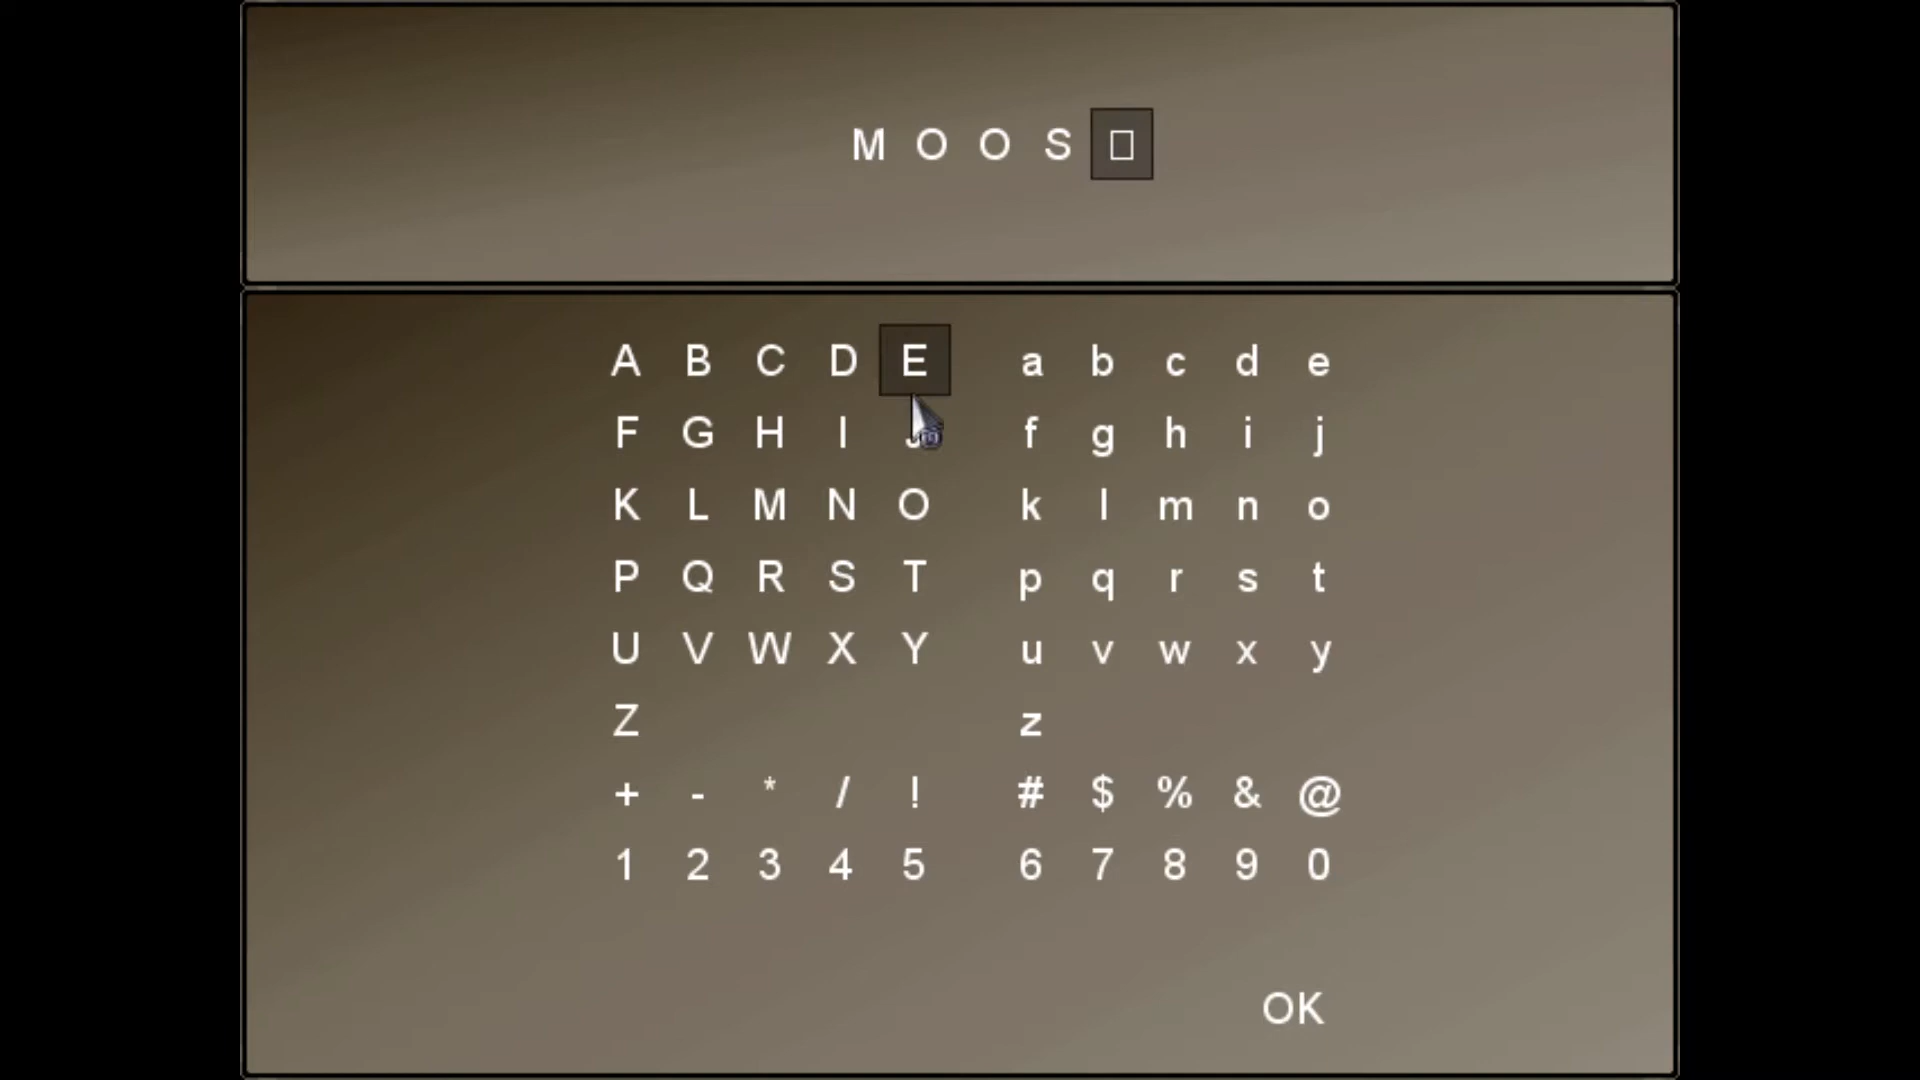 M O O S
A B C D E a b c d e
F G H I J f g h i j
K L M N O k l m n o
P Q R S T p q r s t
U V W X Y u v w x y
Z z
+ - * / ! # $ % & @
1 2 3 4 5 6 7 8 9 0
OK